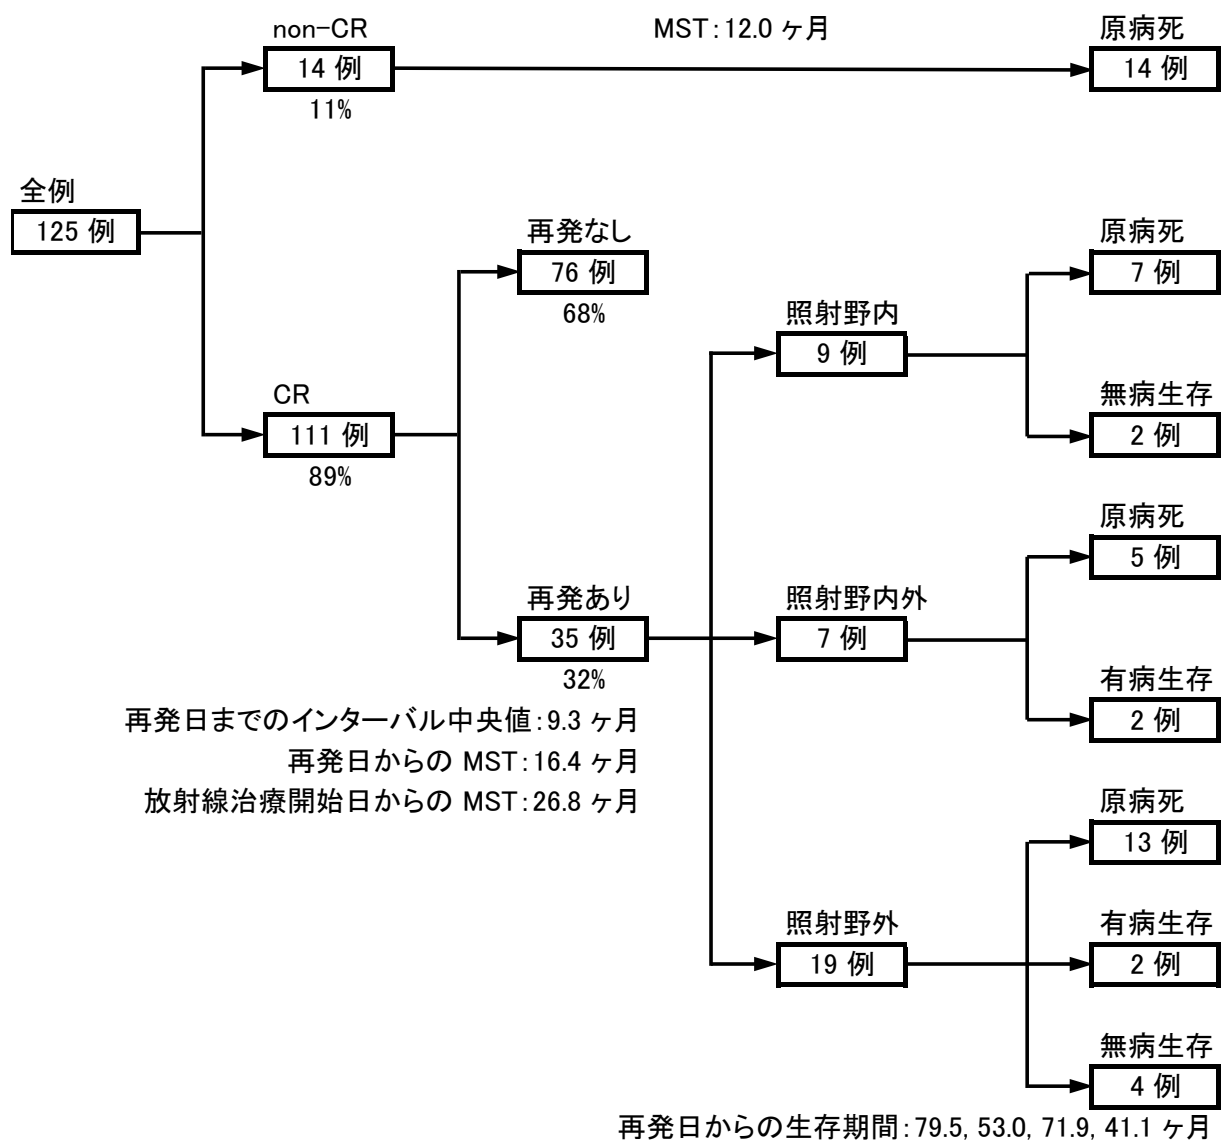 non-CR
MST：12.0 ヶ月
原病死
14 例
14 例
11%
全例
125 例
再発なし
76 例
68%
原病死
7 例
照射野内
9 例
無病生存
2 例
CR
111 例
89%
原病死
5 例
再発あり
35 例
32%
照射野内外
7 例
有病生存
2 例
再発日までのインターバル中央値：9.3 ヶ月
再発日からの MST：16.4 ヶ月
放射線治療開始日からの MST：26.8 ヶ月
原病死
13 例
照射野外
19 例
有病生存
2 例
無病生存
4 例
再発日からの生存期間：79.5, 53.0, 71.9, 41.1 ヶ月